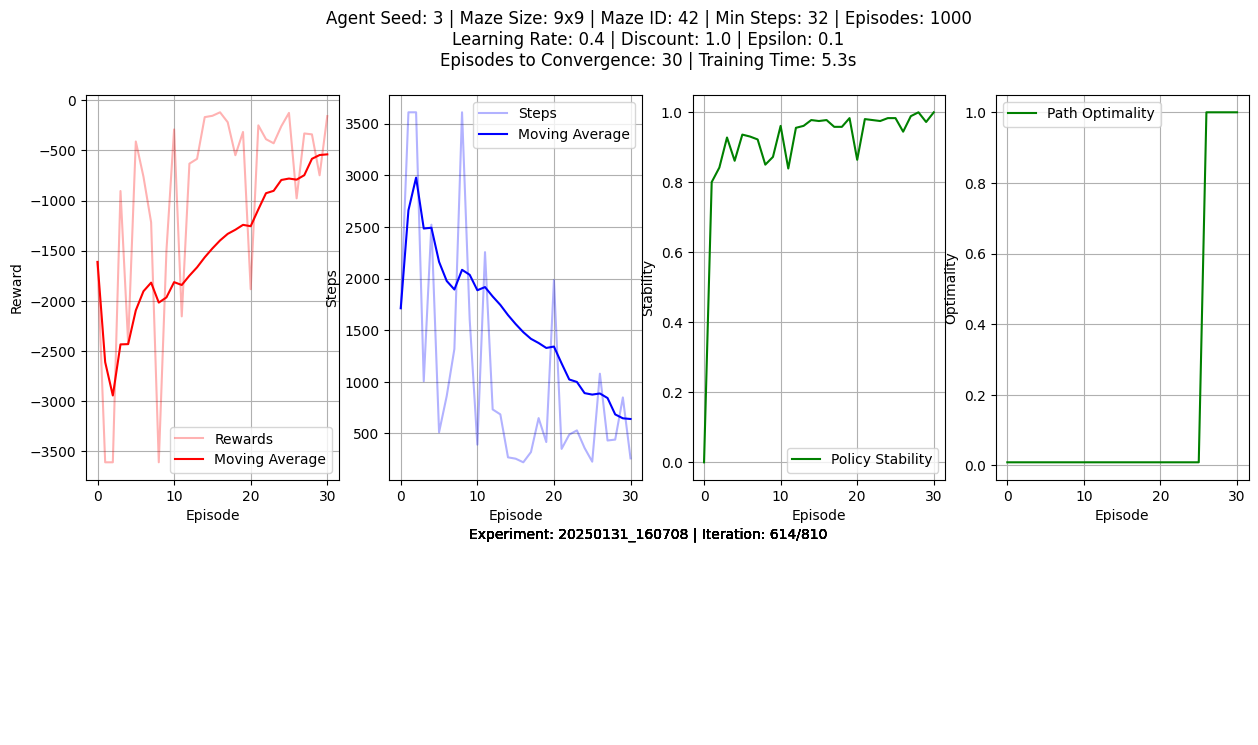 Agent Seed: 3 | Maze Size: 9x9 | Maze ID: 42 | Min Steps: 32 | Episodes: 1000
Learning Rate: 0.4 | Discount: 1.0 | Epsilon: 0.1
Episodes to Convergence: 30 | Training Time: 5.3s
Reward
0
−500
−1000
−1500
−2000
−2500
−3000
−3500
Rewards
Moving Average
0
10
20
30
Episode
Steps
3500
3000
2500
2000
1500
1000
500
Steps
Moving Average
0
10
20
30
Episode
Stability
1.0
0.8
0.6
0.4
0.2
0.0
Policy Stability
0
10
20
30
Episode
Optimality
1.0
0.8
0.6
0.4
0.2
0.0
Path Optimality
0
10
20
30
Episode
Experiment: 20250131_160708 | Iteration: 614/810